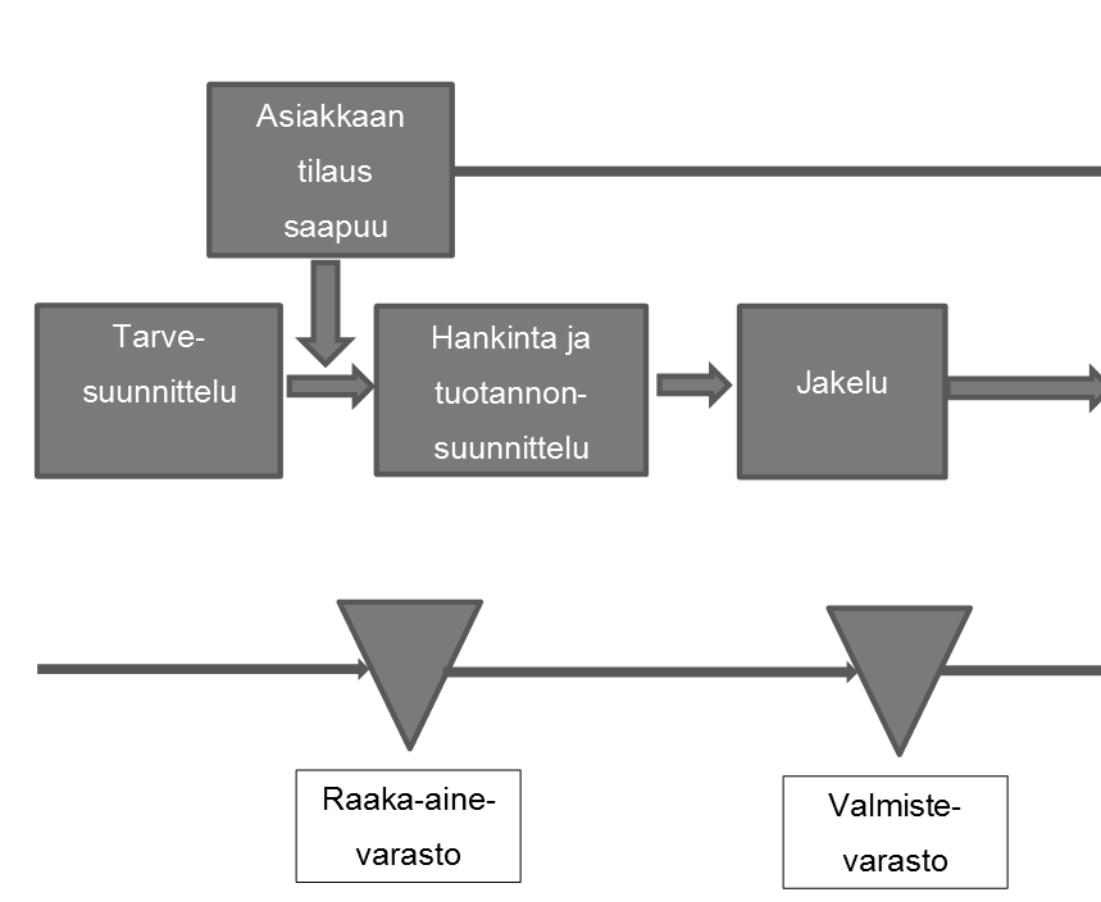 Asiakkaan
tilaus
saapuu
Tarve-
suunnittelu
Hankinta ja
tuotannon-
suunnittelu
Jakelu
Raaka-aine-
varasto
Valmiste-
varasto